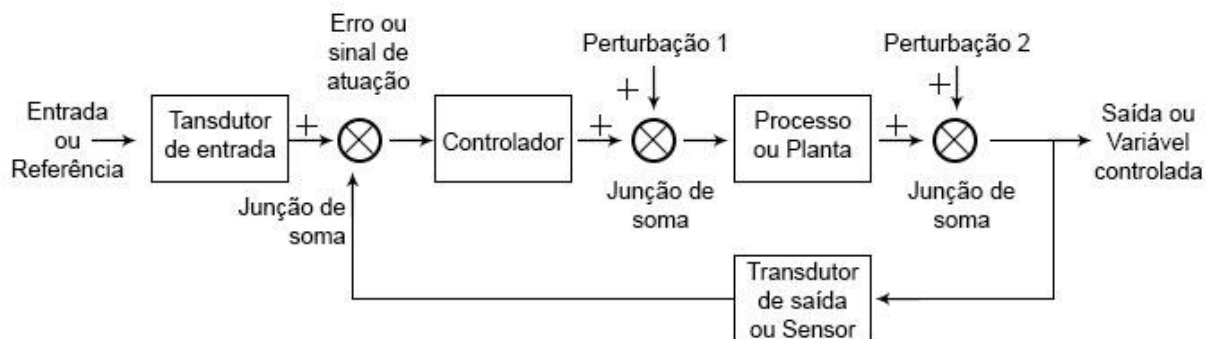 Erro ou
sinal de
atuação
Perturbação 1
Perturbação 2
Entrada
ou
Referência
Tansdutor
de entrada
+
Controlador
+
+
Processo
ou Planta
+
+
Saída ou
Variável
controlada
Junção de
soma
Junção de
soma
Junção de
soma
Transdutor
de saída
ou Sensor